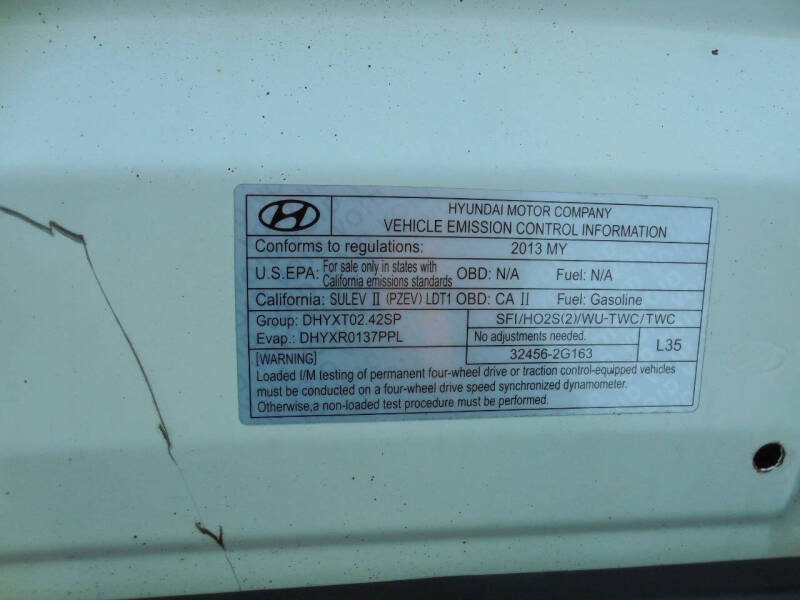 HYUNDAI MOTOR COMPANY
VEHICLE EMISSION CONTROL INFORMATION
Conforms to regulations: 2013 MY
U.S.EPA: For sale only in states with California emissions standards OBD: N/A Fuel: N/A
California: SULEV II (PZEV) LDT1 OBD: CA II Fuel: Gasoline
Group: DHYXT02.42SP
Evap.: DHYXR0137PPL
SFI/HO2S(2)/WU-TWC/TWC
No adjustments needed.
32456-2G163
L35
[WARNING]
Loaded I/M testing of permanent four-wheel drive or traction control-equipped vehicles
must be conducted on a four-wheel drive speed synchronized dynamometer.
Otherwise,a non-loaded test procedure must be performed.